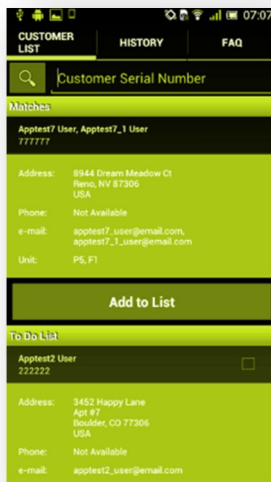 07:07
CUSTOMER
LIST
HISTORY
FAQ
Customer Serial Number
Matches
Apptest7 User, Apptest7_1 User
777777
Address: 8944 Dream Meadow Ct
Reno, NV 87306
USA
Phone: Not Available
e-mail: apptest7_user@email.com,
apptest7_1_user@email.com
Unit: P5, F1
Add to List
To Do List
Apptest2 User
222222
Address: 3452 Happy Lane
Apt #7
Boulder, CO 77306
USA
Phone: Not Available
e-mail: apptest2_user@email.com